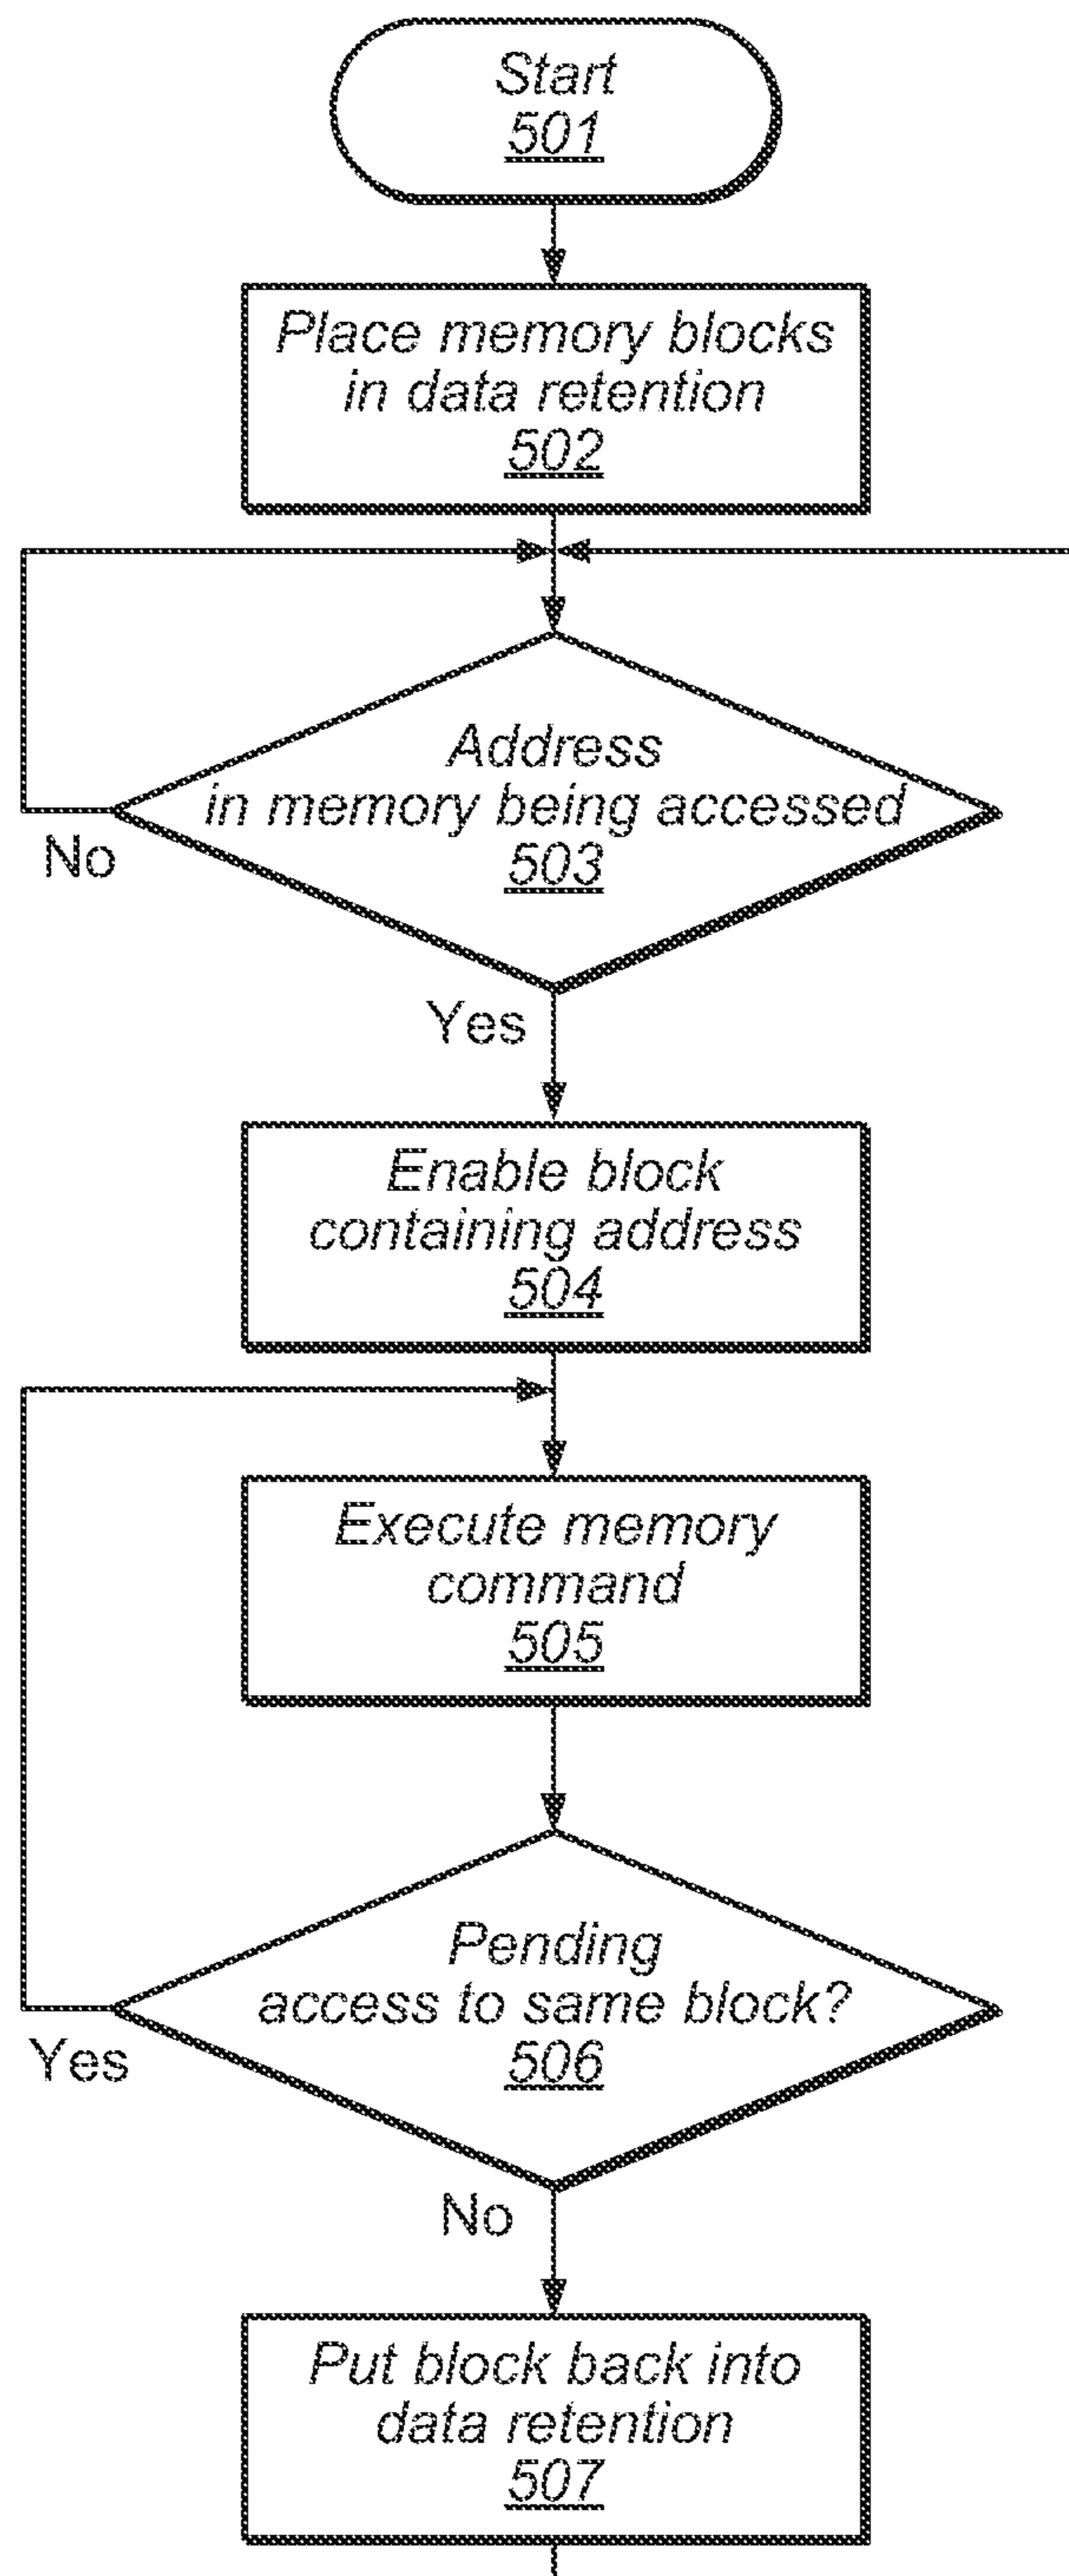 Start
501
Place memory blocks
in data retention
502
Address
in memory being accessed
503
No
Yes
Enable block
containing address
504
Execute memory
command
505
Pending
access to same block?
506
Yes
No
Put block back into
data retention
507